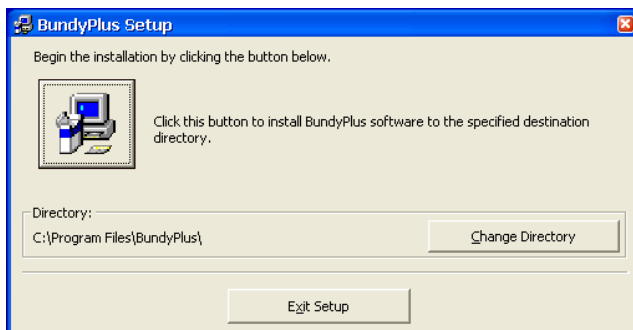 BundyPlus Setup
Begin the installation by clicking the button below.
Click this button to install BundyPlus software to the specified destination
directory.
Directory:
C:\Program Files\BundyPlus\
Change Directory
Exit Setup